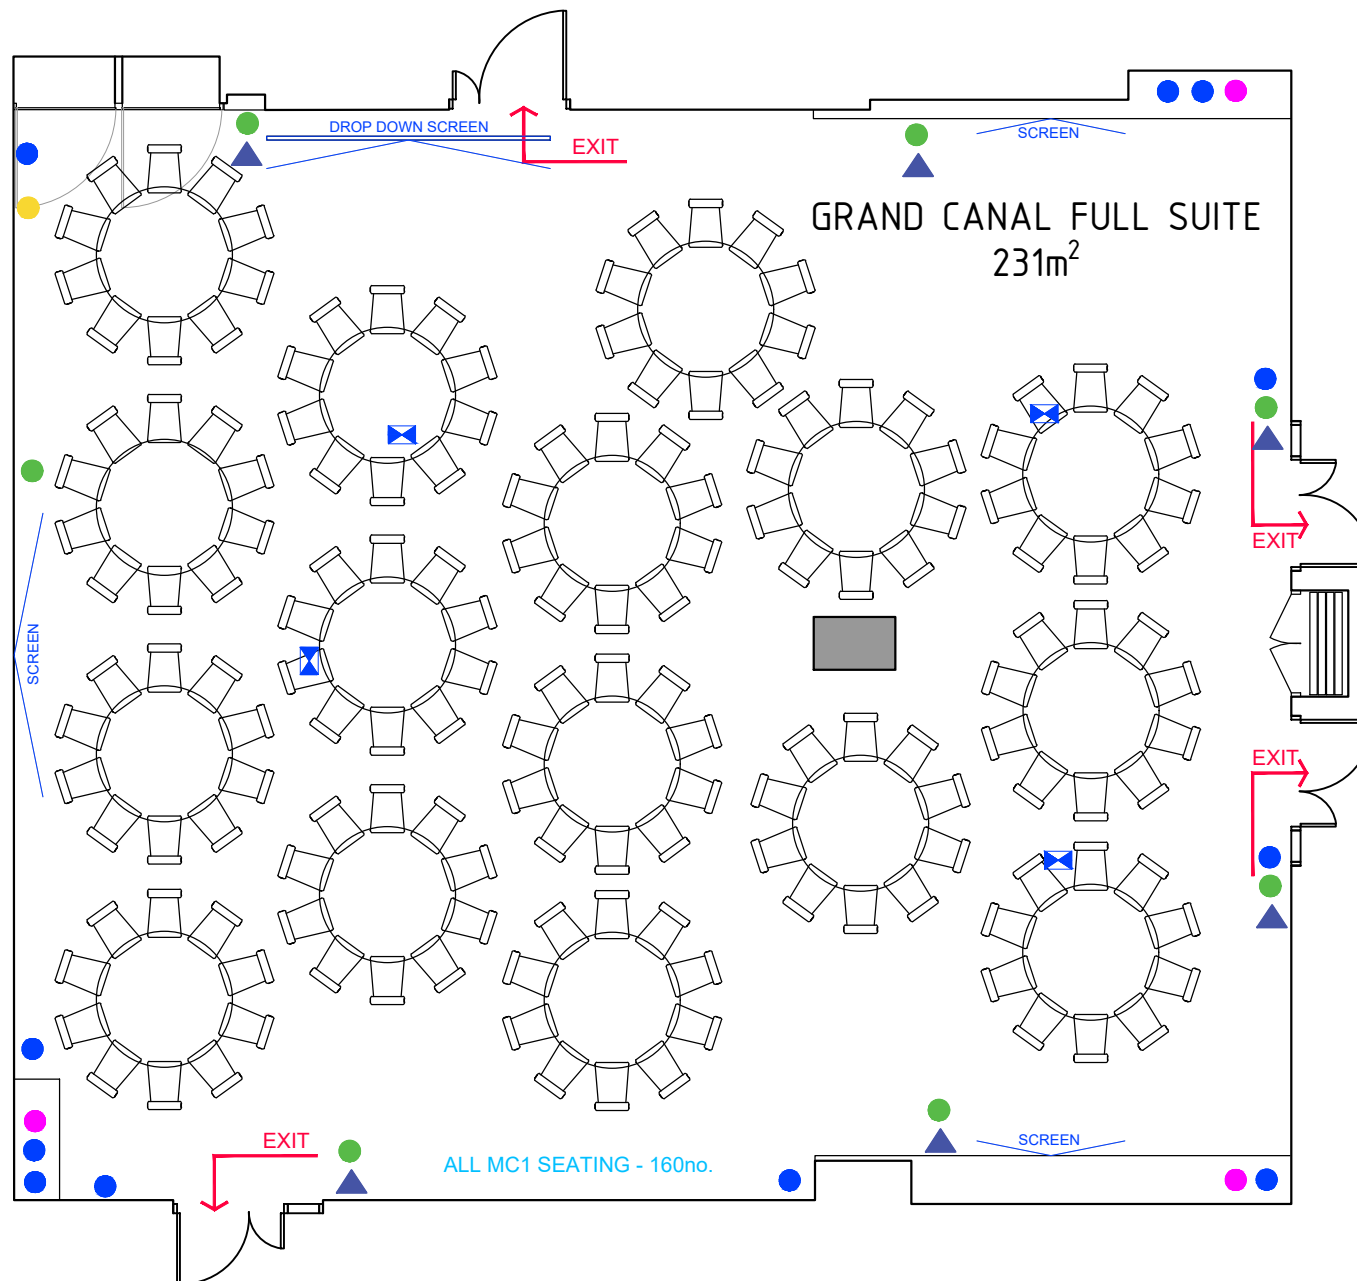 DROP DOWN SCREEN
EXIT
SCREEN
GRAND CANAL FULL SUITE
231m²
EXIT
SCREEN
EXIT
EXIT
ALL MC1 SEATING - 160no.
SCREEN